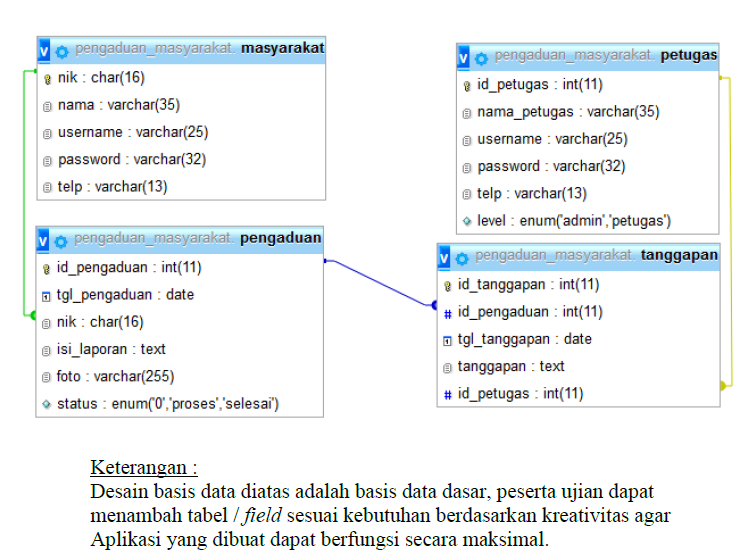 pengaduan_masyarakat. masyarakat
nik : char(16)
nama : varchar(35)
username : varchar(25)
password : varchar(32)
telp : varchar(13)
pengaduan_masyarakat. petugas
id_petugas : int(11)
nama_petugas : varchar(35)
username : varchar(25)
password : varchar(32)
telp : varchar(13)
level : enum('admin','petugas')
pengaduan_masyarakat. pengaduan
id_pengaduan : int(11)
tgl_pengaduan : date
nik : char(16)
isi_laporan : text
foto : varchar(255)
status : enum('0','proses','selesai')
pengaduan_masyarakat. tanggapan
id_tanggapan : int(11)
# id_pengaduan : int(11)
tgl_tanggapan : date
tanggapan : text
# id_petugas : int(11)
Keterangan :
Desain basis data diatas adalah basis data dasar, peserta ujian dapat
menambah tabel / field sesuai kebutuhan berdasarkan kreativitas agar
Aplikasi yang dibuat dapat berfungsi secara maksimal.